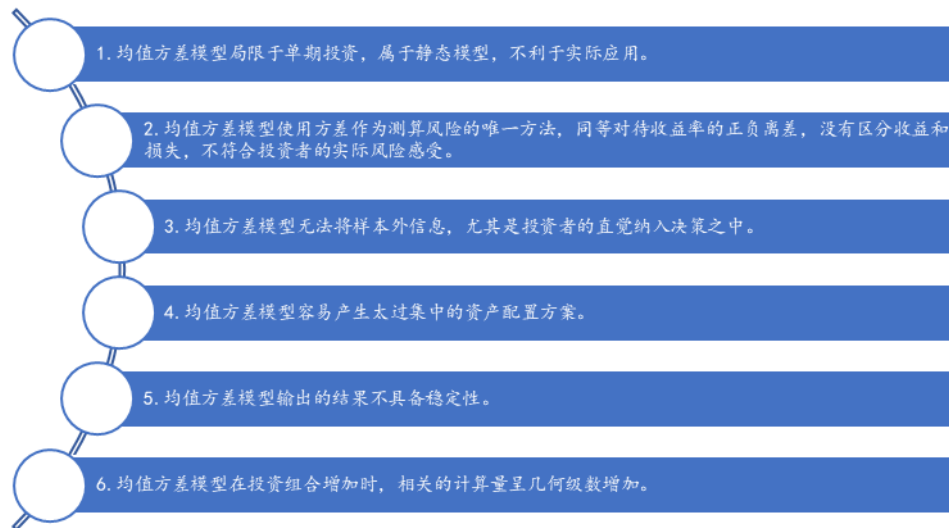 1.均值方差模型局限于单期投资，属于静态模型，不利于实际应用。
2.均值方差模型使用方差作为测算风险的唯一方法，同等对待收益率的正负离差，没有区分收益和
损失，不符合投资者的实际风险感受。
3.均值方差模型无法将样本外信息，尤其是投资者的直觉纳入决策之中。
4.均值方差模型容易产生太过集中的资产配置方案。
5.均值方差模型输出的结果不具备稳定性。
6.均值方差模型在投资组合增加时，相关的计算量呈几何级数增加。